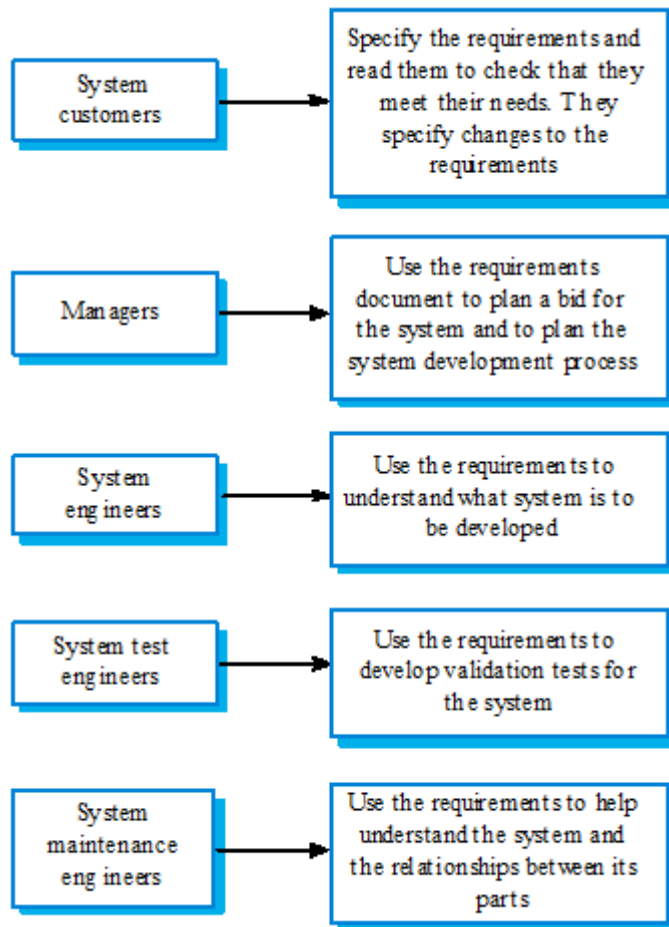 System
customers
Specify the requirements and
read them to check that they
meet their needs. They
specify changes to the
requirements
Managers
Use the requirements
document to plan a bid for
the system and to plan the
system development process
System
engineers
Use the requirements to
understand what system is to
be developed
System test
engineers
Use the requirements to
develop validation tests for
the system
System
maintenance
engineers
Use the requirements to help
understand the system and
the relationships between its
parts